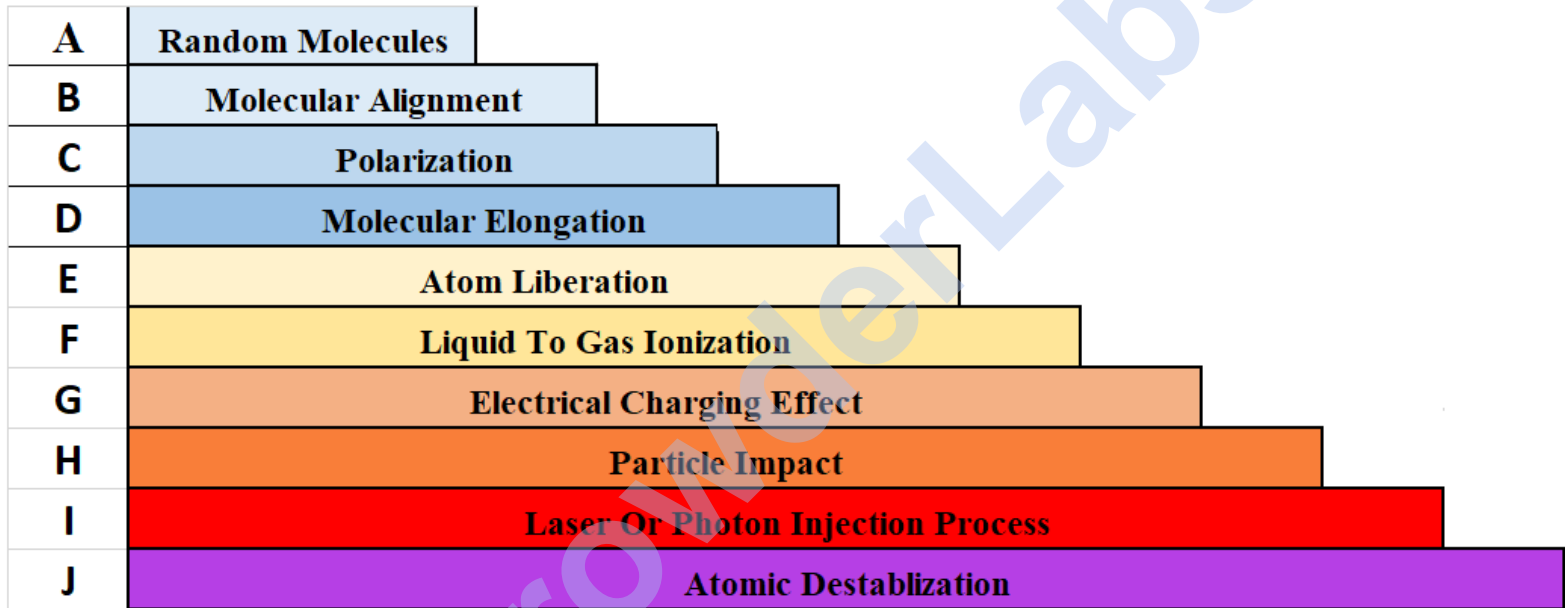 A Random Molecules
B Molecular Alignment
C Polarization
D Molecular Elongation
E Atom Liberation
F Liquid To Gas Ionization
G Electrical Charging Effect
H Particle Impact
I Laser Or Photon Injection Process
J Atomic Destablization
rowderLabs